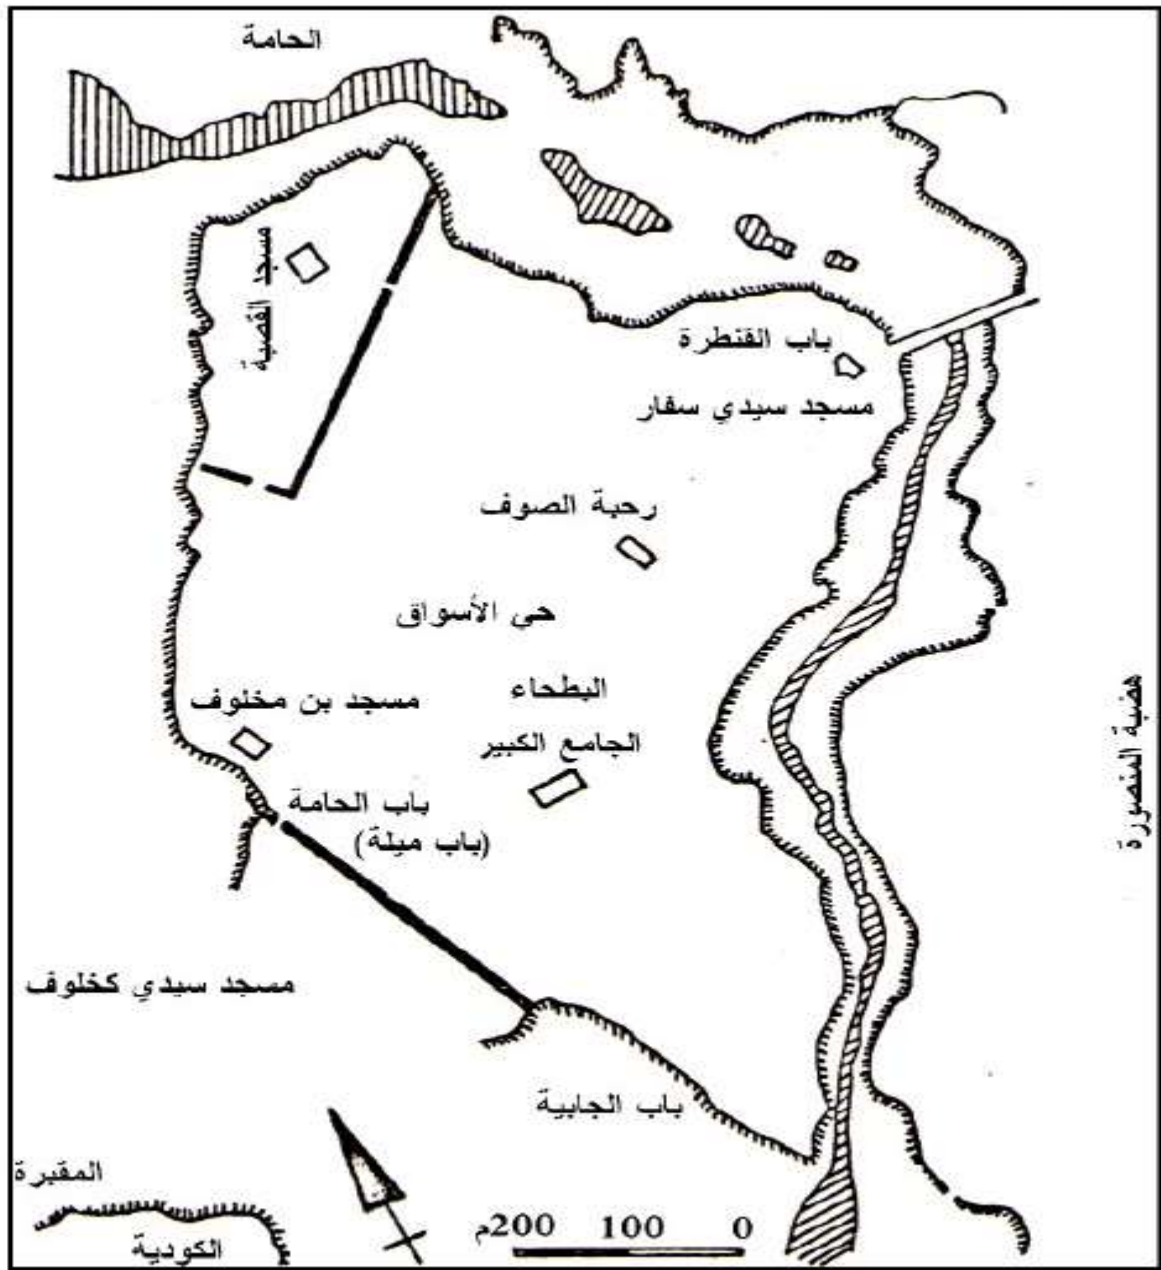 الحامة
مسجد القصبة
باب القنطرة
مسجد سيدي سفار
رحبة الصوف
حي الأسواق
البطحاء
مسجد بن مخلوف
الجامع الكبير
هضبة المنصورة
باب الحامة
(باب ميلة)
مسجد سيدي كخلوف
باب الجابية
المقبرة
الكودية
0 100 200م